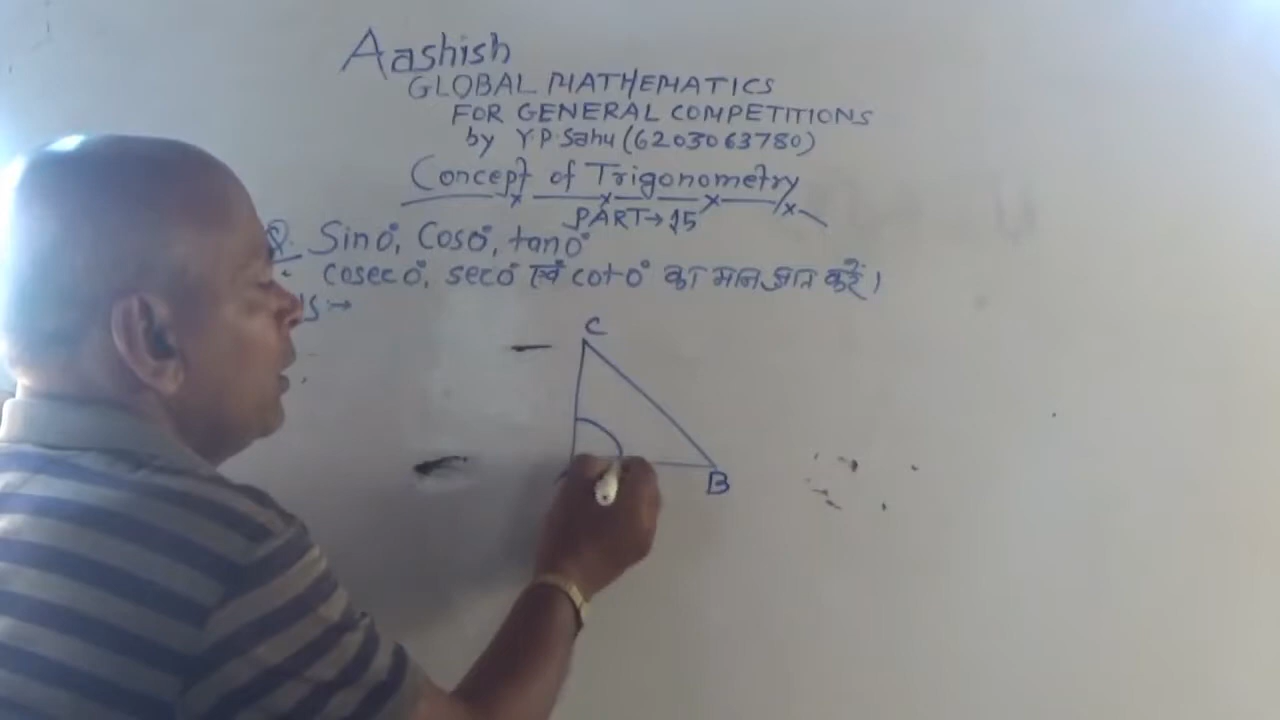 Aashish
GLOBAL MATHEMATICS
FOR GENERAL COMPETITIONS
by Y.P. Sahu (6203063780)
Concept of Trigonometry
PART→15
Q. Sin0°, Cos0°, tan0°
cosec0°, sec0° एवं cot0° का मान ज्ञात करें।
C
B